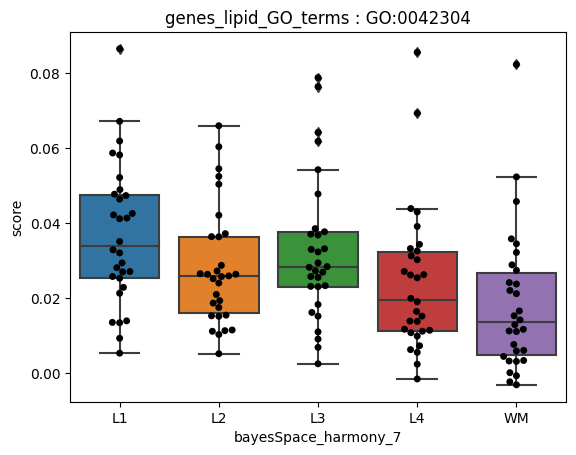 genes_lipid_GO_terms : GO:0042304
0.08
0.06
0.04
0.02
0.00
score
L1 L2 L3 L4 WM
bayesSpace_harmony_7